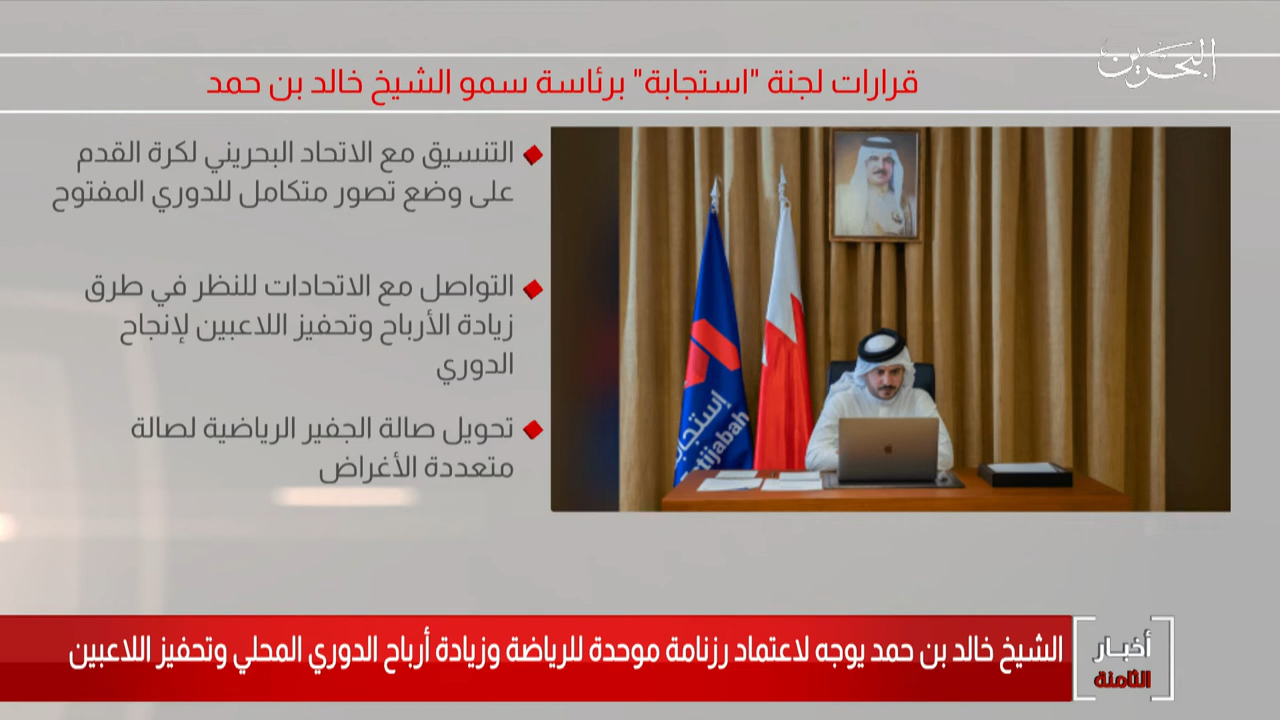 البحرين
قرارات لجنة "استجابة" برئاسة سمو الشيخ خالد بن حمد
التنسيق مع الاتحاد البحريني لكرة القدم
على وضع تصور متكامل للدوري المفتوح
التواصل مع الاتحادات للنظر في طرق
زيادة الأرباح وتحفيز اللاعبين لإنجاح
الدوري
تحويل صالة الجفير الرياضية لصالة
متعددة الأغراض
إستجابة
أخبار
الثامنة
الشيخ خالد بن حمد يوجه لاعتماد رزنامة موحدة للرياضة وزيادة أرباح الدوري المحلي وتحفيز اللاعبين